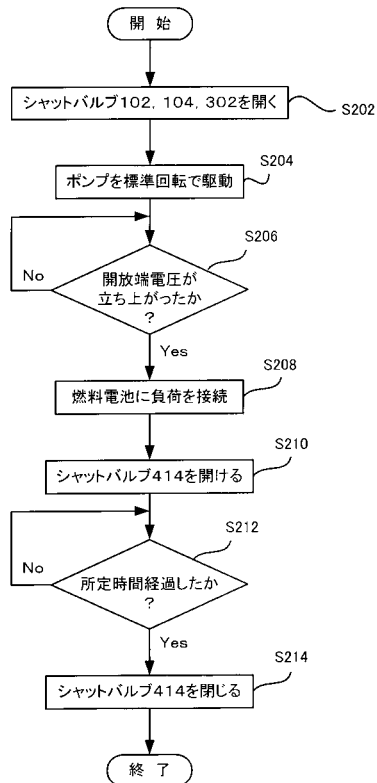 開 始
シャットバルブ102,104,302を開く
S202
S204
ポンプを標準回転で駆動
S206
No
開放端電圧が
立ち上がったか
?
Yes
S208
燃料電池に負荷を接続
S210
シャットバルブ414を開ける
S212
No
所定時間経過したか
?
Yes
S214
シャットバルブ414を閉じる
終 了